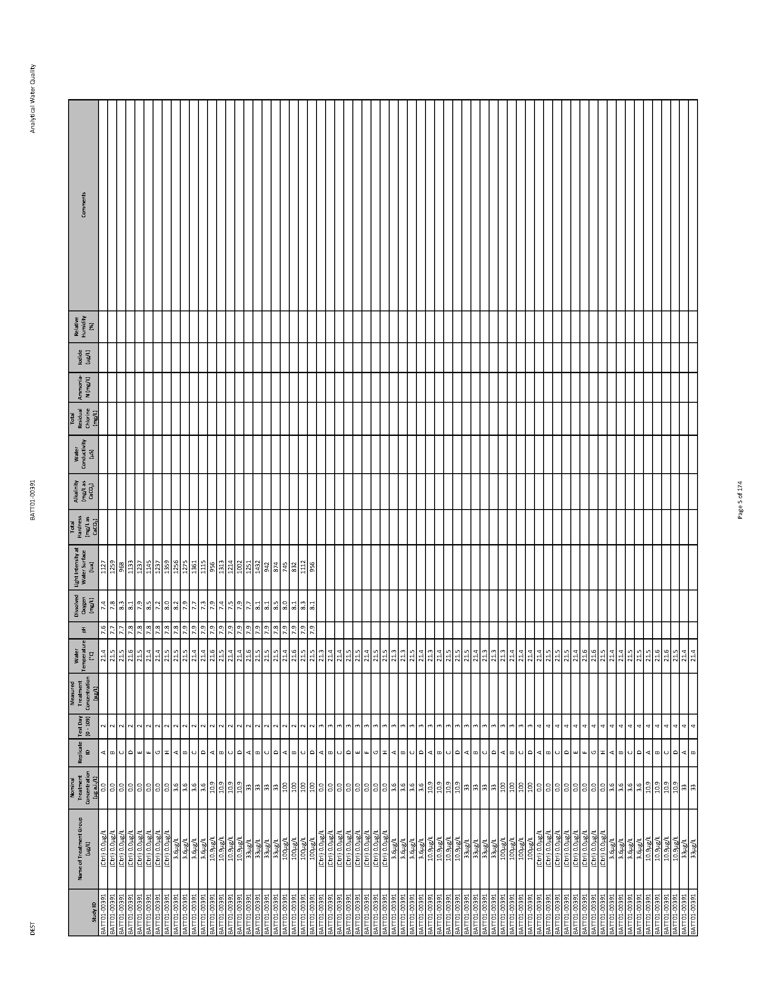 DEST BATT01-00391 Analytical Water Quality
Study ID Name of Treatment Group (µg/L) Nominal Treatment Concentration (µg a.i./L) Replicate ID Test Day (0 - 109) Measured Treatment Concentration (µg/L) Water Temperature (°C) pH Dissolved Oxygen (mg/L) Light Intensity at Water Surface (lux) Total Hardness (mg/L as CaCO₃) Alkalinity (mg/L as CaCO₃) Water Conductivity (µS) Total Residual Chlorine (mg/L) Ammonia-N (mg/L) Iodide (µg/L) Relative Humidity (%) Comments
BATT01-00391 (Ctrl) 0.0µg/L 0.0 A 2 21.4 7.6 7.4 1127
BATT01-00391 (Ctrl) 0.0µg/L 0.0 B 2 21.5 7.7 7.8 1259
BATT01-00391 (Ctrl) 0.0µg/L 0.0 C 2 21.5 7.7 8.3 968
BATT01-00391 (Ctrl) 0.0µg/L 0.0 D 2 21.6 7.8 8.1 1133
BATT01-00391 (Ctrl) 0.0µg/L 0.0 E 2 21.5 7.8 7.9 1237
BATT01-00391 (Ctrl) 0.0µg/L 0.0 F 2 21.4 7.8 8.5 1145
BATT01-00391 (Ctrl) 0.0µg/L 0.0 G 2 21.4 7.8 7.2 1237
BATT01-00391 (Ctrl) 0.0µg/L 0.0 H 2 21.5 7.8 8.0 1359
BATT01-00391 3.6µg/L 3.6 A 2 21.5 7.8 8.2 1256
BATT01-00391 3.6µg/L 3.6 B 2 21.5 7.9 7.9 1275
BATT01-00391 3.6µg/L 3.6 C 2 21.4 7.9 7.7 1361
BATT01-00391 3.6µg/L 3.6 D 2 21.4 7.9 7.3 1115
BATT01-00391 10.9µg/L 10.9 A 2 21.6 7.9 7.9 956
BATT01-00391 10.9µg/L 10.9 B 2 21.5 7.9 7.4 1313
BATT01-00391 10.9µg/L 10.9 C 2 21.4 7.9 7.5 1214
BATT01-00391 10.9µg/L 10.9 D 2 21.4 7.9 7.9 1002
BATT01-00391 33µg/L 33 A 2 21.6 7.9 7.7 1251
BATT01-00391 33µg/L 33 B 2 21.5 7.9 8.1 1432
BATT01-00391 33µg/L 33 C 2 21.5 7.9 8.1 942
BATT01-00391 33µg/L 33 D 2 21.5 7.8 8.5 874
BATT01-00391 100µg/L 100 A 2 21.4 7.9 8.0 745
BATT01-00391 100µg/L 100 B 2 21.6 7.9 8.1 832
BATT01-00391 100µg/L 100 C 2 21.5 7.9 8.3 1112
BATT01-00391 100µg/L 100 D 2 21.5 7.9 8.1 956
BATT01-00391 (Ctrl) 0.0µg/L 0.0 A 3 21.3
BATT01-00391 (Ctrl) 0.0µg/L 0.0 B 3 21.4
BATT01-00391 (Ctrl) 0.0µg/L 0.0 C 3 21.4
BATT01-00391 (Ctrl) 0.0µg/L 0.0 D 3 21.5
BATT01-00391 (Ctrl) 0.0µg/L 0.0 E 3 21.5
BATT01-00391 (Ctrl) 0.0µg/L 0.0 F 3 21.4
BATT01-00391 (Ctrl) 0.0µg/L 0.0 G 3 21.5
BATT01-00391 (Ctrl) 0.0µg/L 0.0 H 3 21.5
BATT01-00391 3.6µg/L 3.6 A 3 21.3
BATT01-00391 3.6µg/L 3.6 B 3 21.3
BATT01-00391 3.6µg/L 3.6 C 3 21.5
BATT01-00391 3.6µg/L 3.6 D 3 21.4
BATT01-00391 10.9µg/L 10.9 A 3 21.3
BATT01-00391 10.9µg/L 10.9 B 3 21.4
BATT01-00391 10.9µg/L 10.9 C 3 21.5
BATT01-00391 10.9µg/L 10.9 D 3 21.5
BATT01-00391 33µg/L 33 A 3 21.5
BATT01-00391 33µg/L 33 B 3 21.4
BATT01-00391 33µg/L 33 C 3 21.3
BATT01-00391 33µg/L 33 D 3 21.3
BATT01-00391 100µg/L 100 A 3 21.3
BATT01-00391 100µg/L 100 B 3 21.4
BATT01-00391 100µg/L 100 C 3 21.4
BATT01-00391 100µg/L 100 D 3 21.4
BATT01-00391 (Ctrl) 0.0µg/L 0.0 A 4 21.4
BATT01-00391 (Ctrl) 0.0µg/L 0.0 B 4 21.5
BATT01-00391 (Ctrl) 0.0µg/L 0.0 C 4 21.5
BATT01-00391 (Ctrl) 0.0µg/L 0.0 D 4 21.5
BATT01-00391 (Ctrl) 0.0µg/L 0.0 E 4 21.4
BATT01-00391 (Ctrl) 0.0µg/L 0.0 F 4 21.6
BATT01-00391 (Ctrl) 0.0µg/L 0.0 G 4 21.6
BATT01-00391 (Ctrl) 0.0µg/L 0.0 H 4 21.5
BATT01-00391 3.6µg/L 3.6 A 4 21.4
BATT01-00391 3.6µg/L 3.6 B 4 21.4
BATT01-00391 3.6µg/L 3.6 C 4 21.5
BATT01-00391 3.6µg/L 3.6 D 4 21.5
BATT01-00391 10.9µg/L 10.9 A 4 21.5
BATT01-00391 10.9µg/L 10.9 B 4 21.6
BATT01-00391 10.9µg/L 10.9 C 4 21.6
BATT01-00391 10.9µg/L 10.9 D 4 21.5
BATT01-00391 33µg/L 33 A 4 21.4
BATT01-00391 33µg/L 33 B 4 21.4
Page 5 of 174